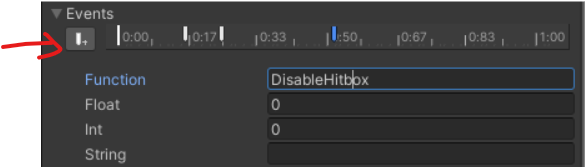 Events
0:00 0:17 0:33 :50 0:67 0:83 1:00
Function DisableHitbox
Float 0
Int 0
String